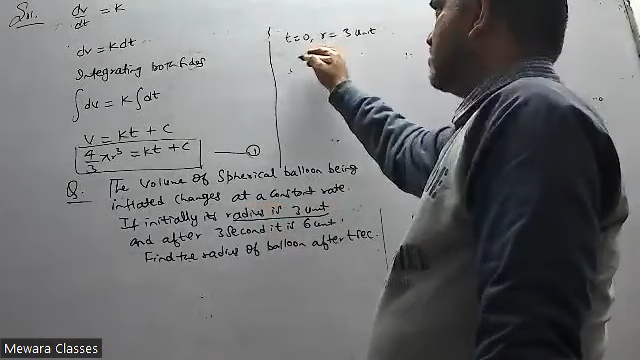 Sol. dv/dt = k
dv = kdt
Integrating both sides
∫dv = k∫dt
V = kt + c
4/3 πr³ = kt + c — ①
t=0, r = 3 unit
Q. The volume of spherical balloon being
inflated changes at a constant rate.
If initially its radius is 3 unit
and after 3 second it is 6 unit.
Find the radius of balloon after t sec.
Mewara Classes